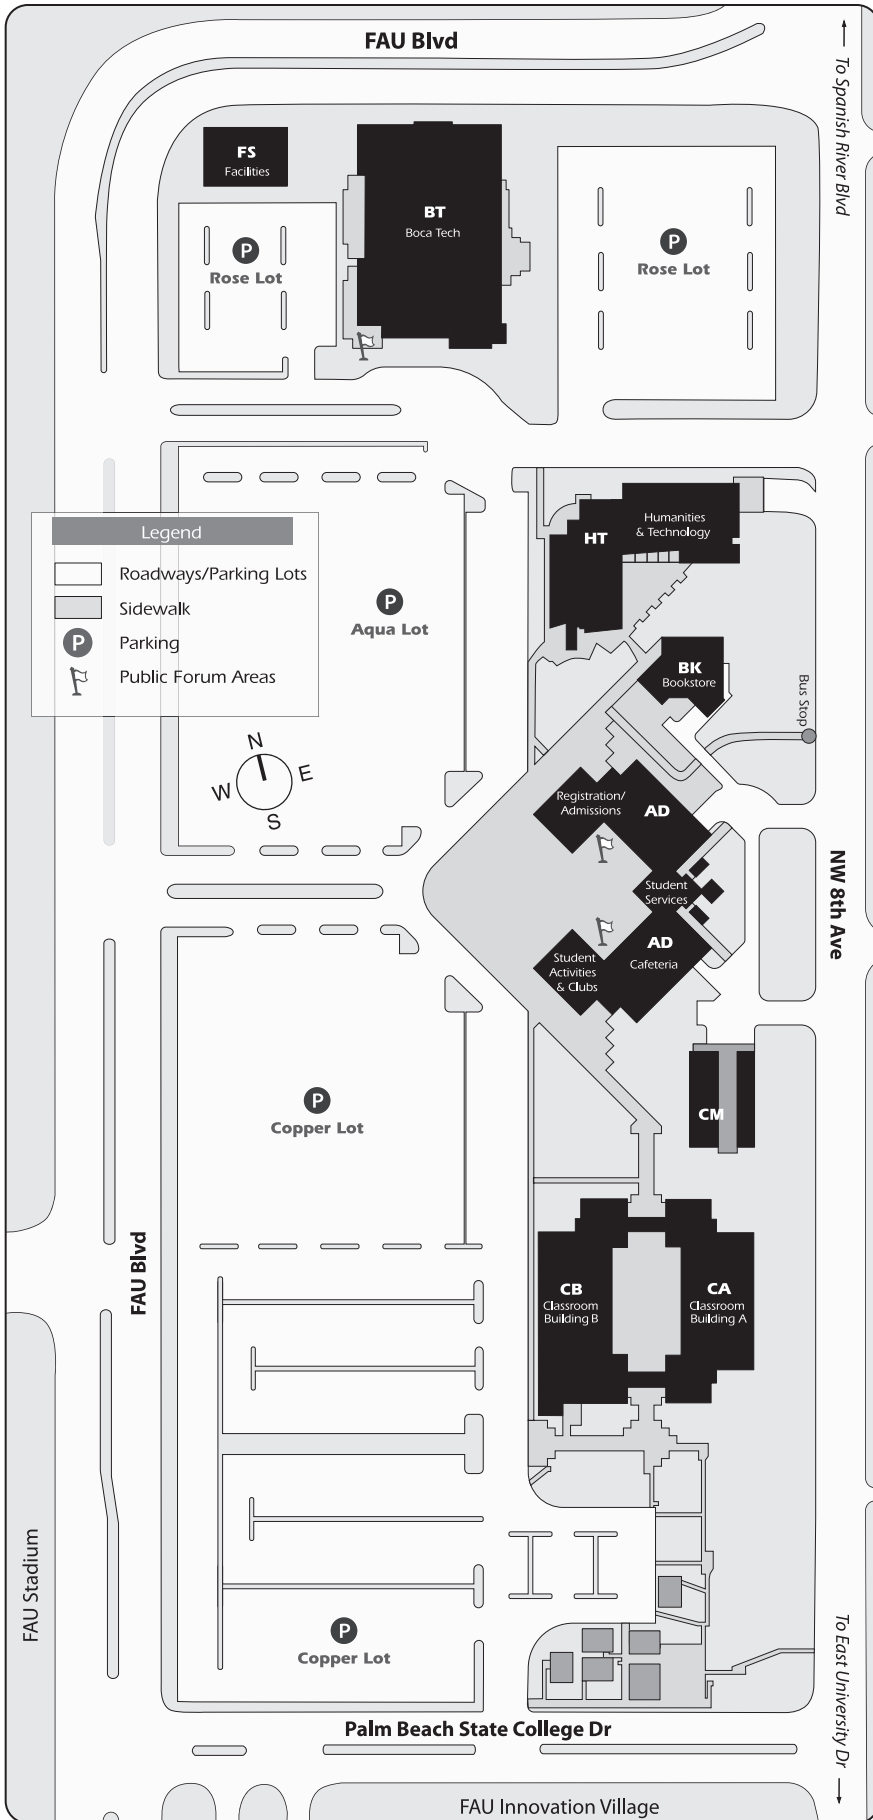 FAU Blvd
To Spanish River Blvd
FS
Facilities
BT
Boca Tech
P
Rose Lot
P
Rose Lot
Legend
Roadways/Parking Lots
Sidewalk
P
Parking
Public Forum Areas
HT
Humanities
& Technology
P
Aqua Lot
BK
Bookstore
Bus Stop
N
W
E
S
Registration/
Admissions
AD
Student
Services
AD
Cafeteria
Student
Activities
& Clubs
NW 8th Ave
P
Copper Lot
CM
FAU Blvd
CB
Classroom
Building B
CA
Classroom
Building A
FAU Stadium
P
Copper Lot
To East University Dr
Palm Beach State College Dr
FAU Innovation Village